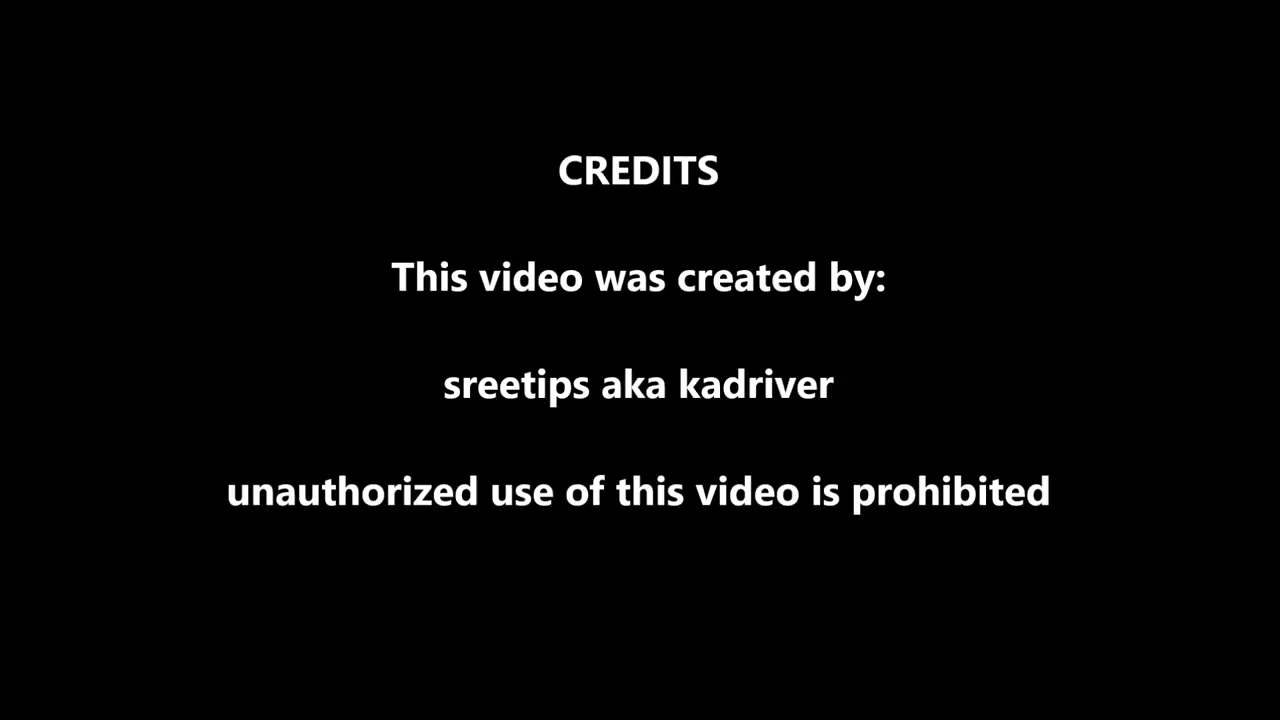 CREDITS
This video was created by:
sreetips aka kadriver
unauthorized use of this video is prohibited